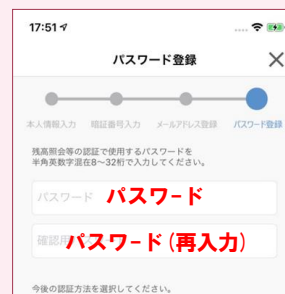 17:51
パスワード登録
本人情報入力 暗証番号入力 メールアドレス登録 パスワード登録
残高照会等の認証で使用するパスワードを
半角英数字混在8〜32桁で入力してください。
パスワード パスワード
確認用 パスワード(再入力)
今後の認証方法を選択してください。